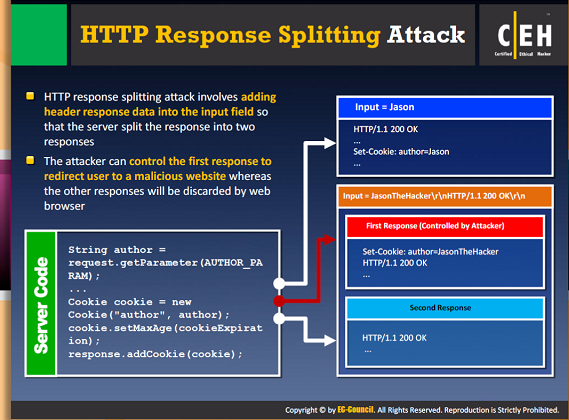 HTTP Response Splitting Attack
C|EH
Certified Ethical Hacker
HTTP response splitting attack involves adding
header response data into the input field so
that the server split the response into two
responses
The attacker can control the first response to
redirect user to a malicious website whereas
the other responses will be discarded by web
browser
Server Code
String author =
request.getParameter(AUTHOR_PA
RAM);
...
Cookie cookie = new
Cookie("author", author);
cookie.setMaxAge(cookieExpirat
ion);
response.addCookie(cookie);
Input = Jason
HTTP/1.1 200 OK
...
Set-Cookie: author=Jason
...
Input = JasonTheHacker\r\nHTTP/1.1 200 OK\r\n
First Response (Controlled by Attacker)
Set-Cookie: author=JasonTheHacker
HTTP/1.1 200 OK
...
Second Response
HTTP/1.1 200 OK
...
Copyright © by EC-Council. All Rights Reserved. Reproduction is Strictly Prohibited.